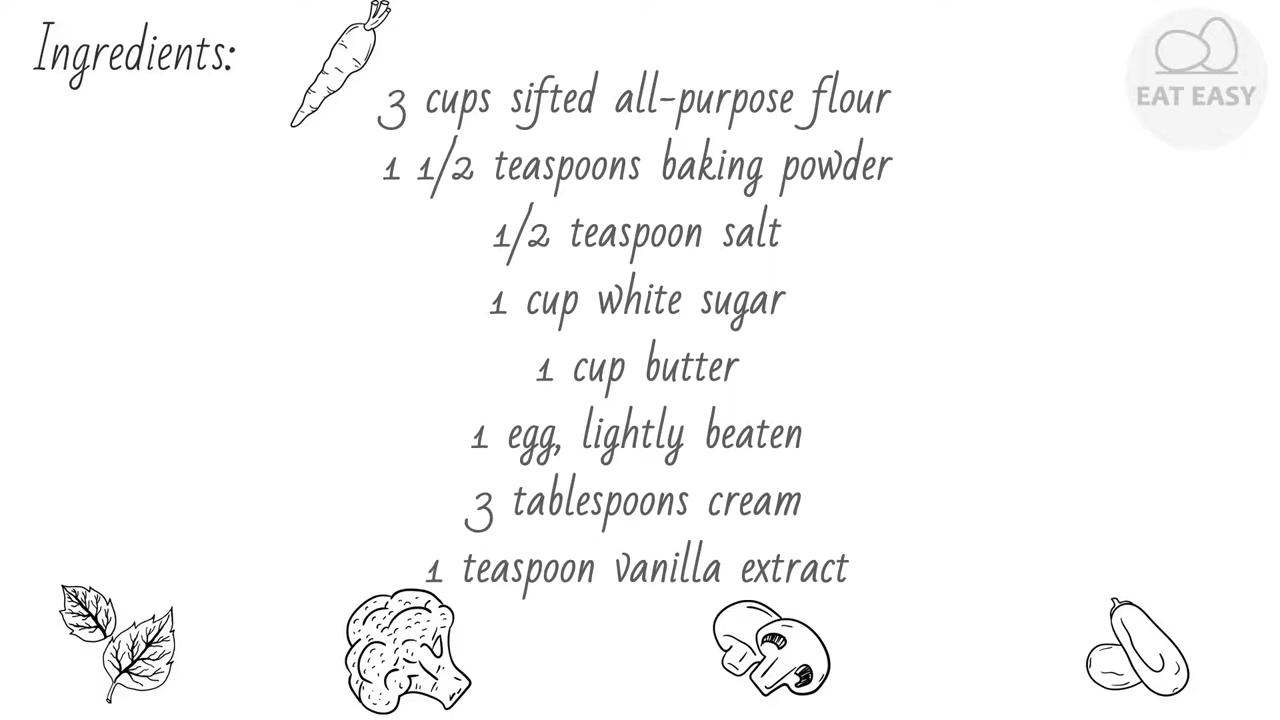 Ingredients:
EAT EASY
3 cups sifted all-purpose flour
1 1/2 teaspoons baking powder
1/2 teaspoon salt
1 cup white sugar
1 cup butter
1 egg, lightly beaten
3 tablespoons cream
1 teaspoon vanilla extract